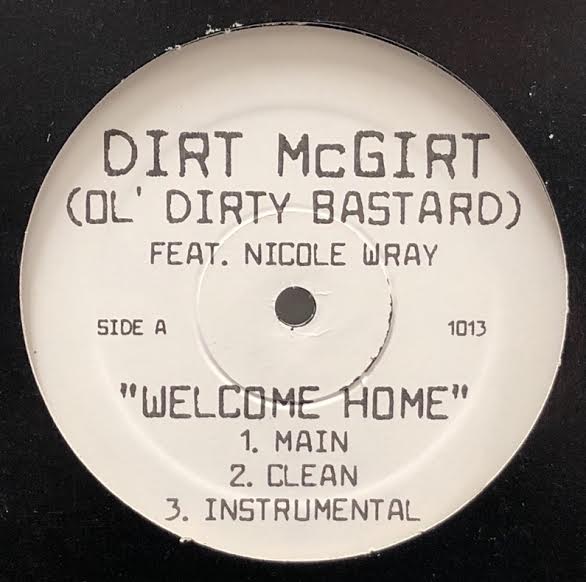 DIRT McGIRT
(OL' DIRTY BASTARD)
FEAT. NICOLE WRAY
SIDE A
1013
"WELCOME HOME"
1. MAIN
2. CLEAN
3. INSTRUMENTAL